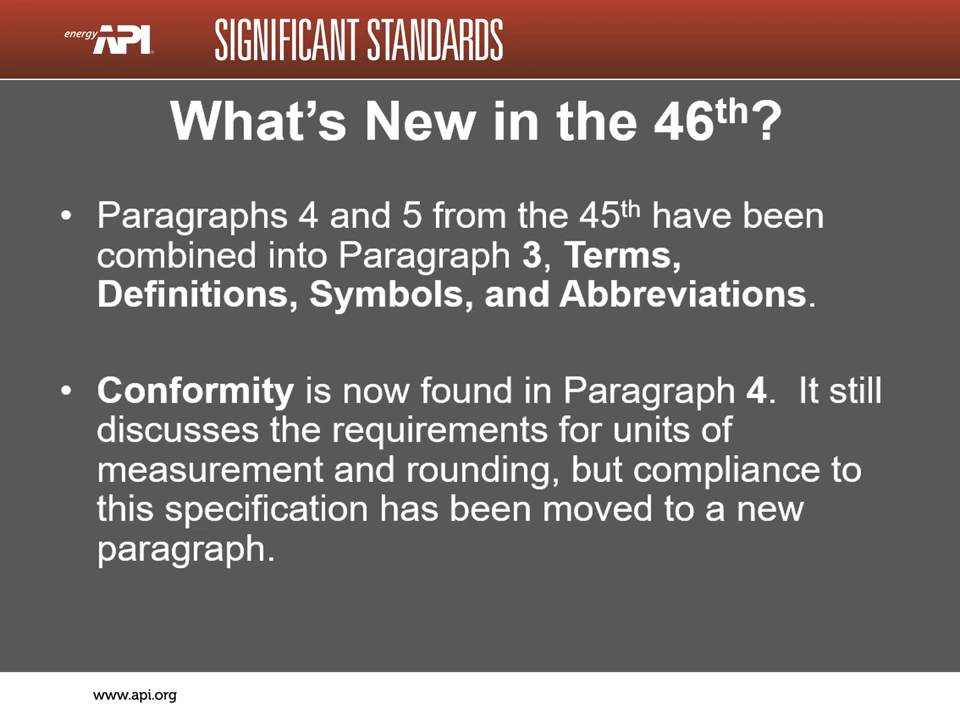 energy API
SIGNIFICANT STANDARDS
What's New in the 46th?
• Paragraphs 4 and 5 from the 45th have been
combined into Paragraph 3, Terms,
Definitions, Symbols, and Abbreviations.
• Conformity is now found in Paragraph 4.  It still
discusses the requirements for units of
measurement and rounding, but compliance to
this specification has been moved to a new
paragraph.
www.api.org